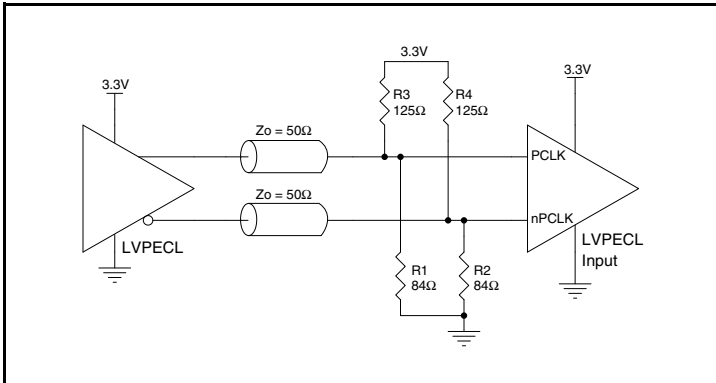 3.3V
3.3V
3.3V
R3
125Ω
R4
125Ω
Zo = 50Ω
PCLK
Zo = 50Ω
nPCLK
LVPECL
LVPECL
Input
R1
84Ω
R2
84Ω